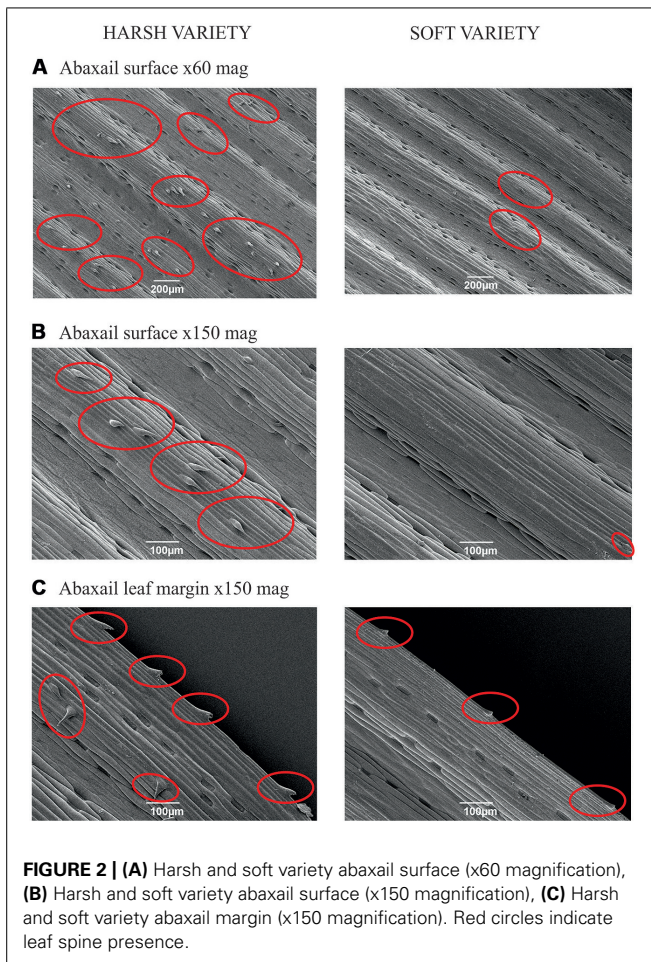 HARSH VARIETY SOFT VARIETY
A Abaxail surface x60 mag
200µm 200µm
B Abaxail surface x150 mag
100µm 100µm
C Abaxail leaf margin x150 mag
100µm 100µm
FIGURE 2 | (A) Harsh and soft variety abaxail surface (x60 magnification),
(B) Harsh and soft variety abaxail surface (x150 magnification), (C) Harsh
and soft variety abaxail margin (x150 magnification). Red circles indicate
leaf spine presence.